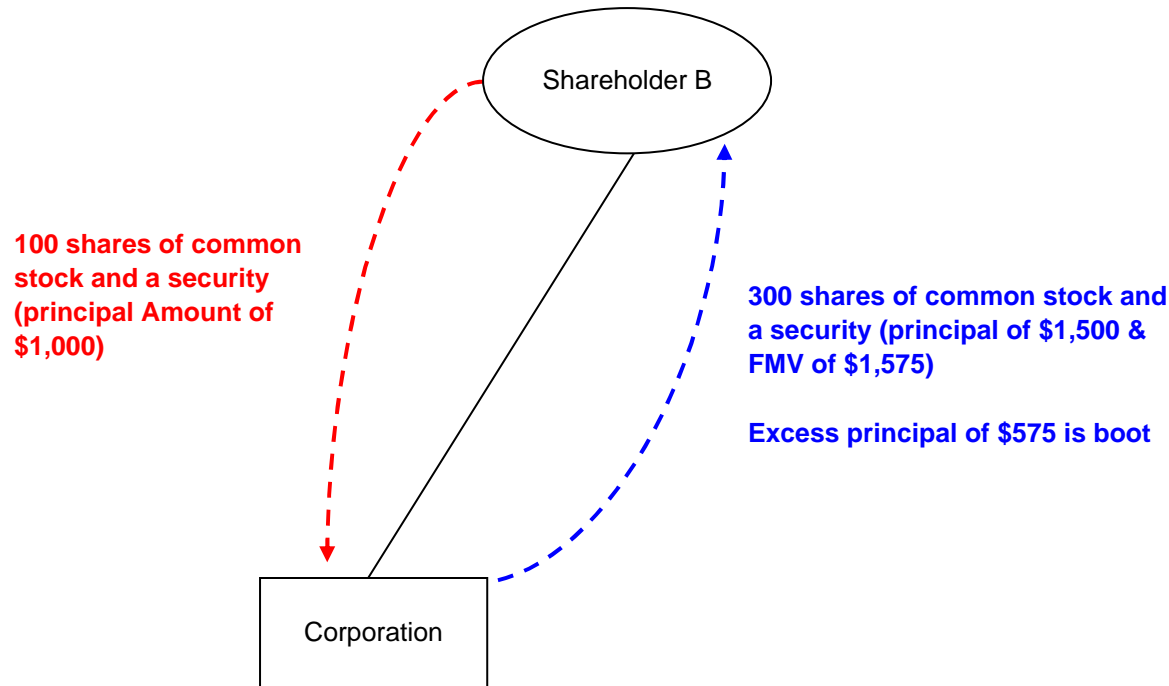 Shareholder B
100 shares of common
stock and a security
(principal Amount of
$1,000)
300 shares of common stock and
a security (principal of $1,500 &
FMV of $1,575)
Excess principal of $575 is boot
Corporation